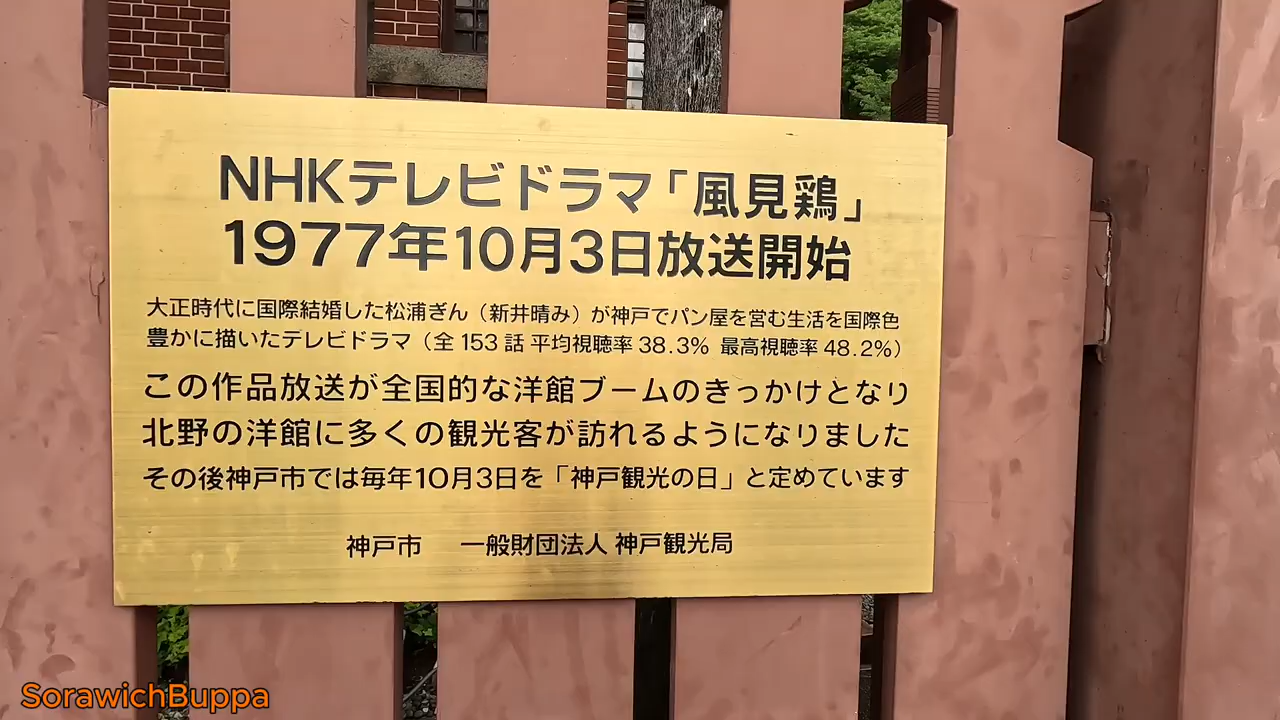 NHKテレビドラマ「風見鶏」
1977年10月3日放送開始
大正時代に国際結婚した松浦ぎん（新井晴み）が神戸でパン屋を営む生活を国際色
豊かに描いたテレビドラマ（全153話 平均視聴率38.3% 最高視聴率48.2%）
この作品放送が全国的な洋館ブームのきっかけとなり
北野の洋館に多くの観光客が訪れるようになりました
その後神戸市では毎年10月3日を「神戸観光の日」と定めています
神戸市 一般財団法人 神戸観光局
SorawichBuppa